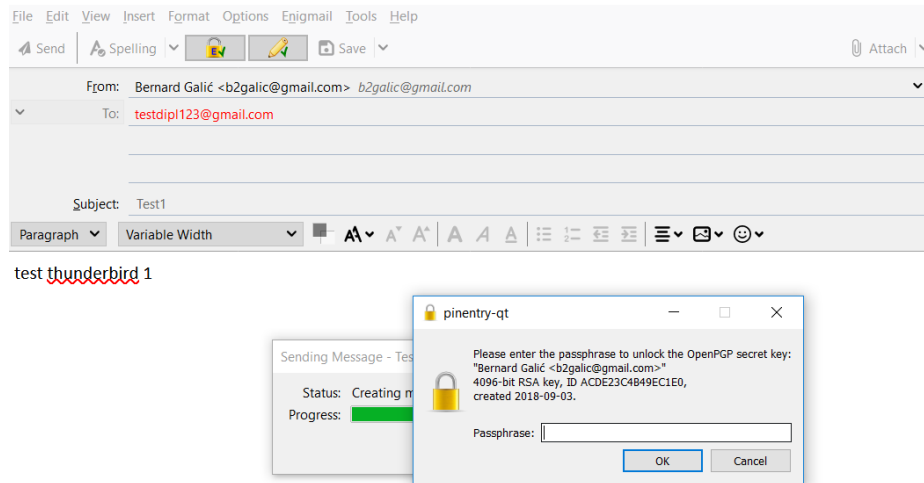 File Edit View Insert Format Options Enigmail Tools Help
Send Spelling Save Attach
From: Bernard Galić <b2galic@gmail.com> b2galic@gmail.com
To: testdipl123@gmail.com
Subject: Test1
Paragraph Variable Width
test thunderbird 1
pinentry-qt
Please enter the passphrase to unlock the OpenPGP secret key:
"Bernard Galić <b2galic@gmail.com>"
4096-bit RSA key, ID ACDE23C4B49EC1E0,
created 2018-09-03.
Passphrase:
OK Cancel
Sending Message - Tes
Status: Creating m
Progress: